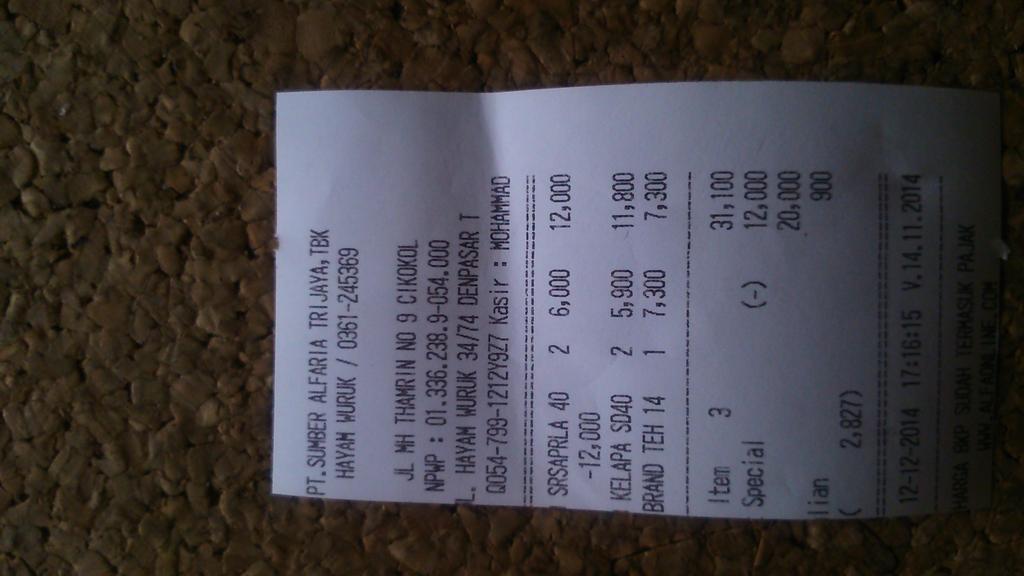 PT.SUMBER ALFARIA TRIJAYA,TBK
HAYAM WURUK / 0361-245369
JL MH THAMRIN NO 9 CIKOKOL
NPWP : 01.336.238.9-054.000
L. HAYAM WURUK 34/74 DENPASAR T
Q054-799-1212Y927 Kasir : MOHAMMAD
SRSAPRLA 40 2 6,000 12,000
-12,000
KELAPA SD40 2 5,900 11,800
BRAND TEH 14 1 7,300 7,300
Item 3 31,100
Special (-) 12,000
20,000
lian 900
( 2,827)
12-12-2014 17:16:15 V.14.11.2014
HARGA BKP SUDAH TERMASUK PAJAK
WWW.ALFAONLINE.COM